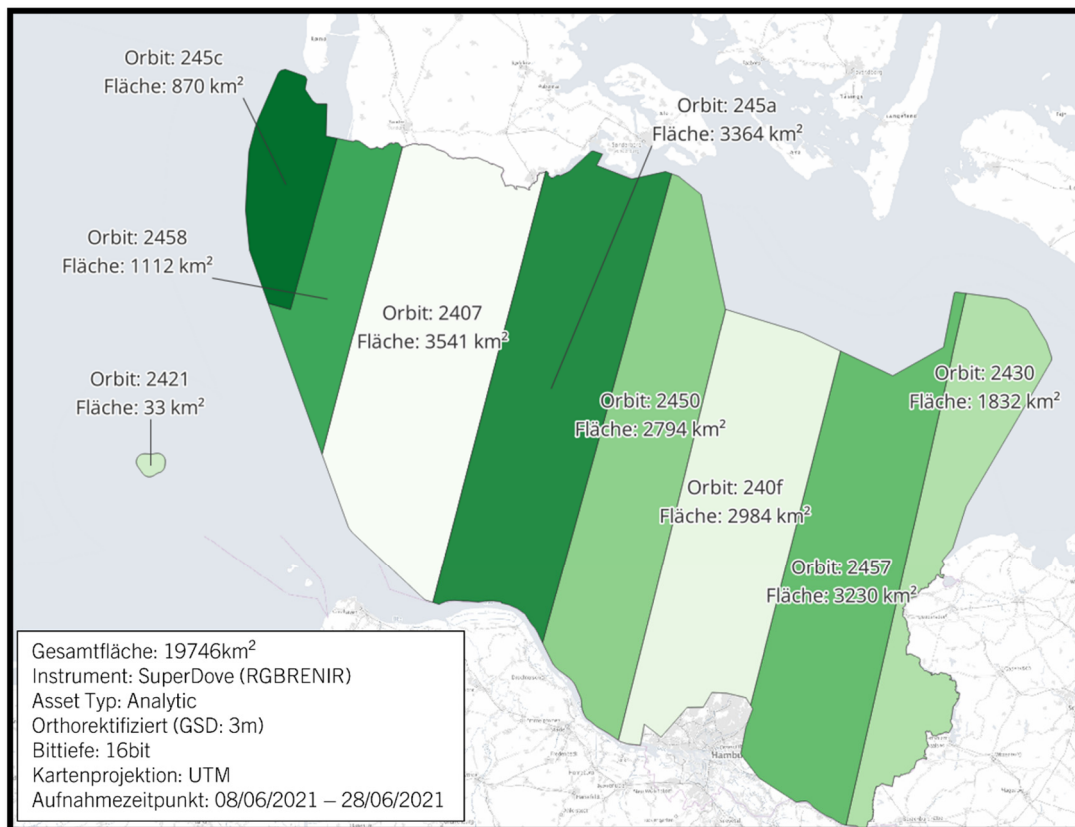 Orbit: 245c
Fläche: 870 km²
Orbit: 245a
Fläche: 3364 km²
Orbit: 2458
Fläche: 1112 km²
Orbit: 2407
Fläche: 3541 km²
Orbit: 2421
Fläche: 33 km²
Orbit: 2450
Fläche: 2794 km²
Orbit: 2430
Fläche: 1832 km²
Orbit: 240f
Fläche: 2984 km²
Orbit: 2457
Fläche: 3230 km²
Gesamtfläche: 19746km²
Instrument: SuperDove (RGBRENIR)
Asset Typ: Analytic
Orthorektifiziert (GSD: 3m)
Bittiefe: 16bit
Kartenprojektion: UTM
Aufnahmezeitpunkt: 08/06/2021 – 28/06/2021